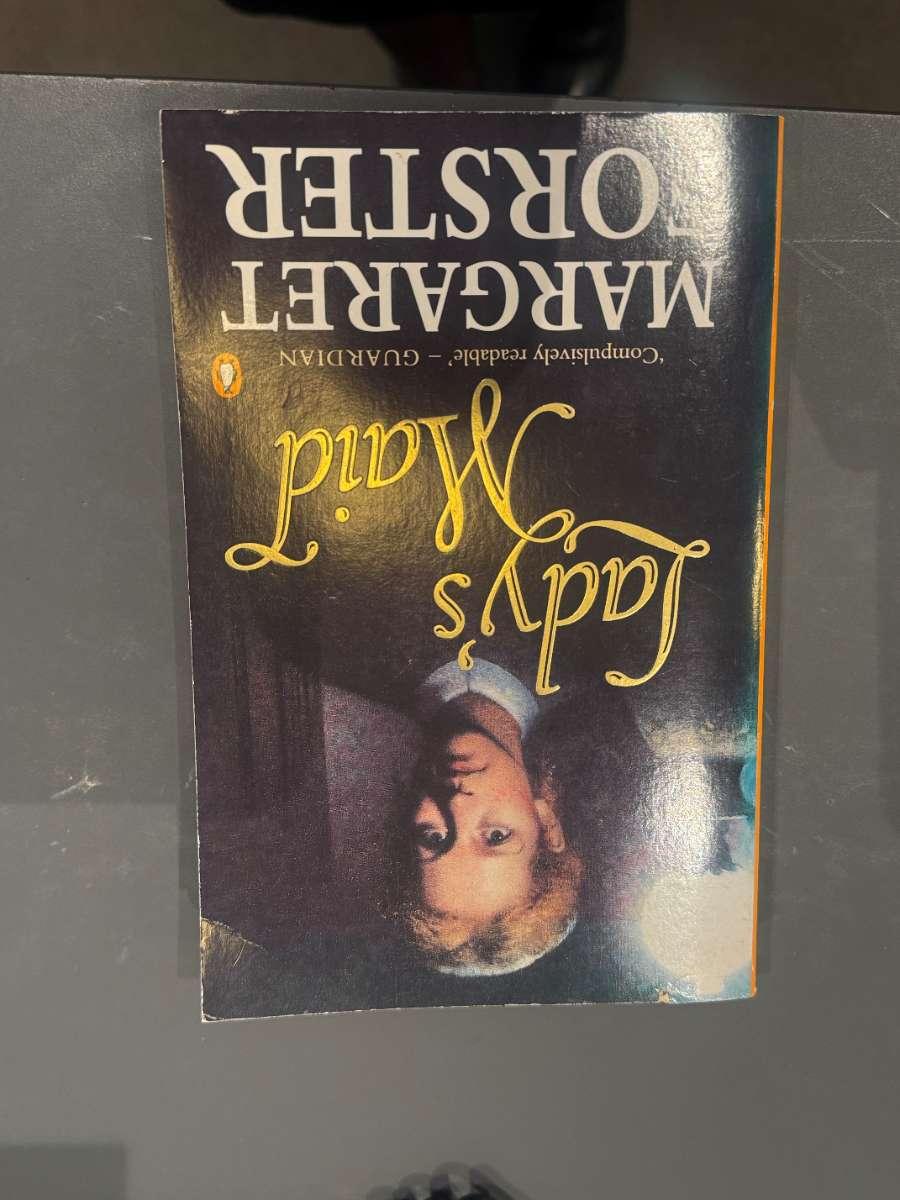 MARGARET
FORSTER
'Compulsively readable' – GUARDIAN
Lady's
Maid